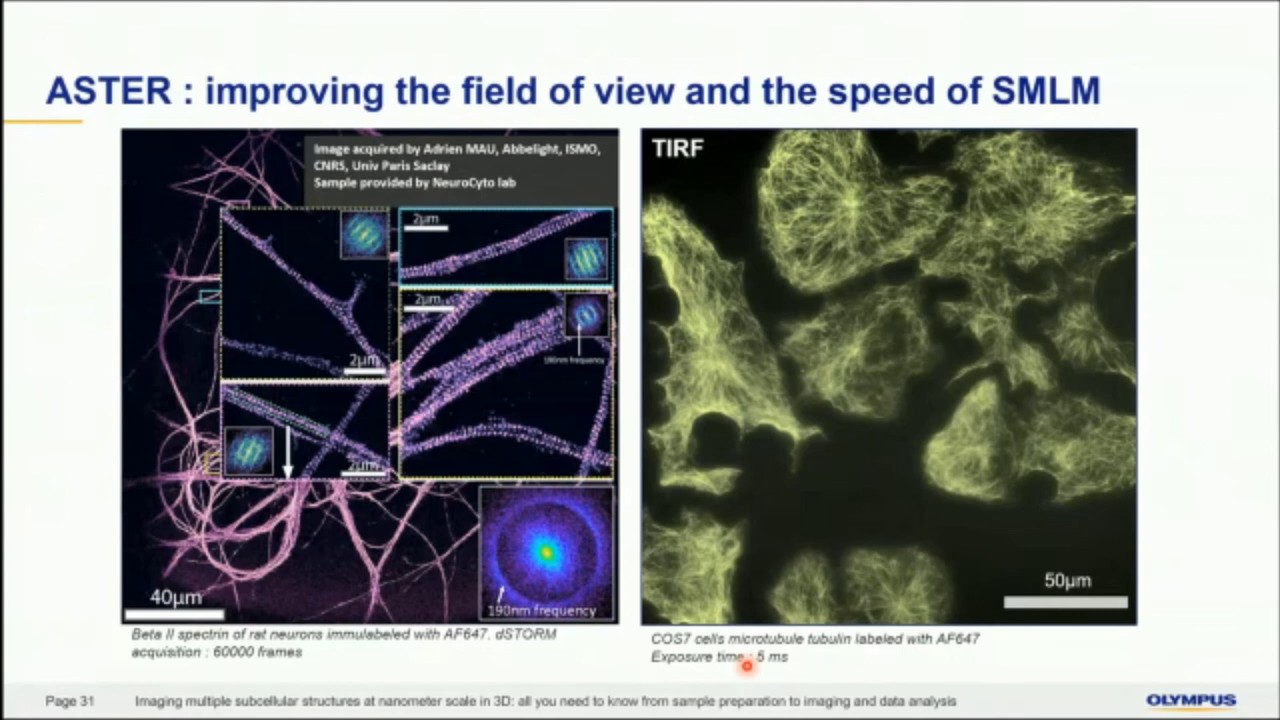 ASTER : improving the field of view and the speed of SMLM
Image acquired by Adrien MAU, Abbelight, ISMO,
CNRS, Univ Paris Saclay
Sample provided by NeuroCyto lab
2µm
2µm
190nm frequency
2µm
2µm
190nm frequency
40µm
Beta II spectrin of rat neurons immulabeled with AF647. dSTORM
acquisition : 60000 frames
TIRF
50µm
COS7 cells microtubule tubulin labeled with AF647
Exposure time : 5 ms
Page 31
Imaging multiple subcellular structures at nanometer scale in 3D: all you need to know from sample preparation to imaging and data analysis
OLYMPUS